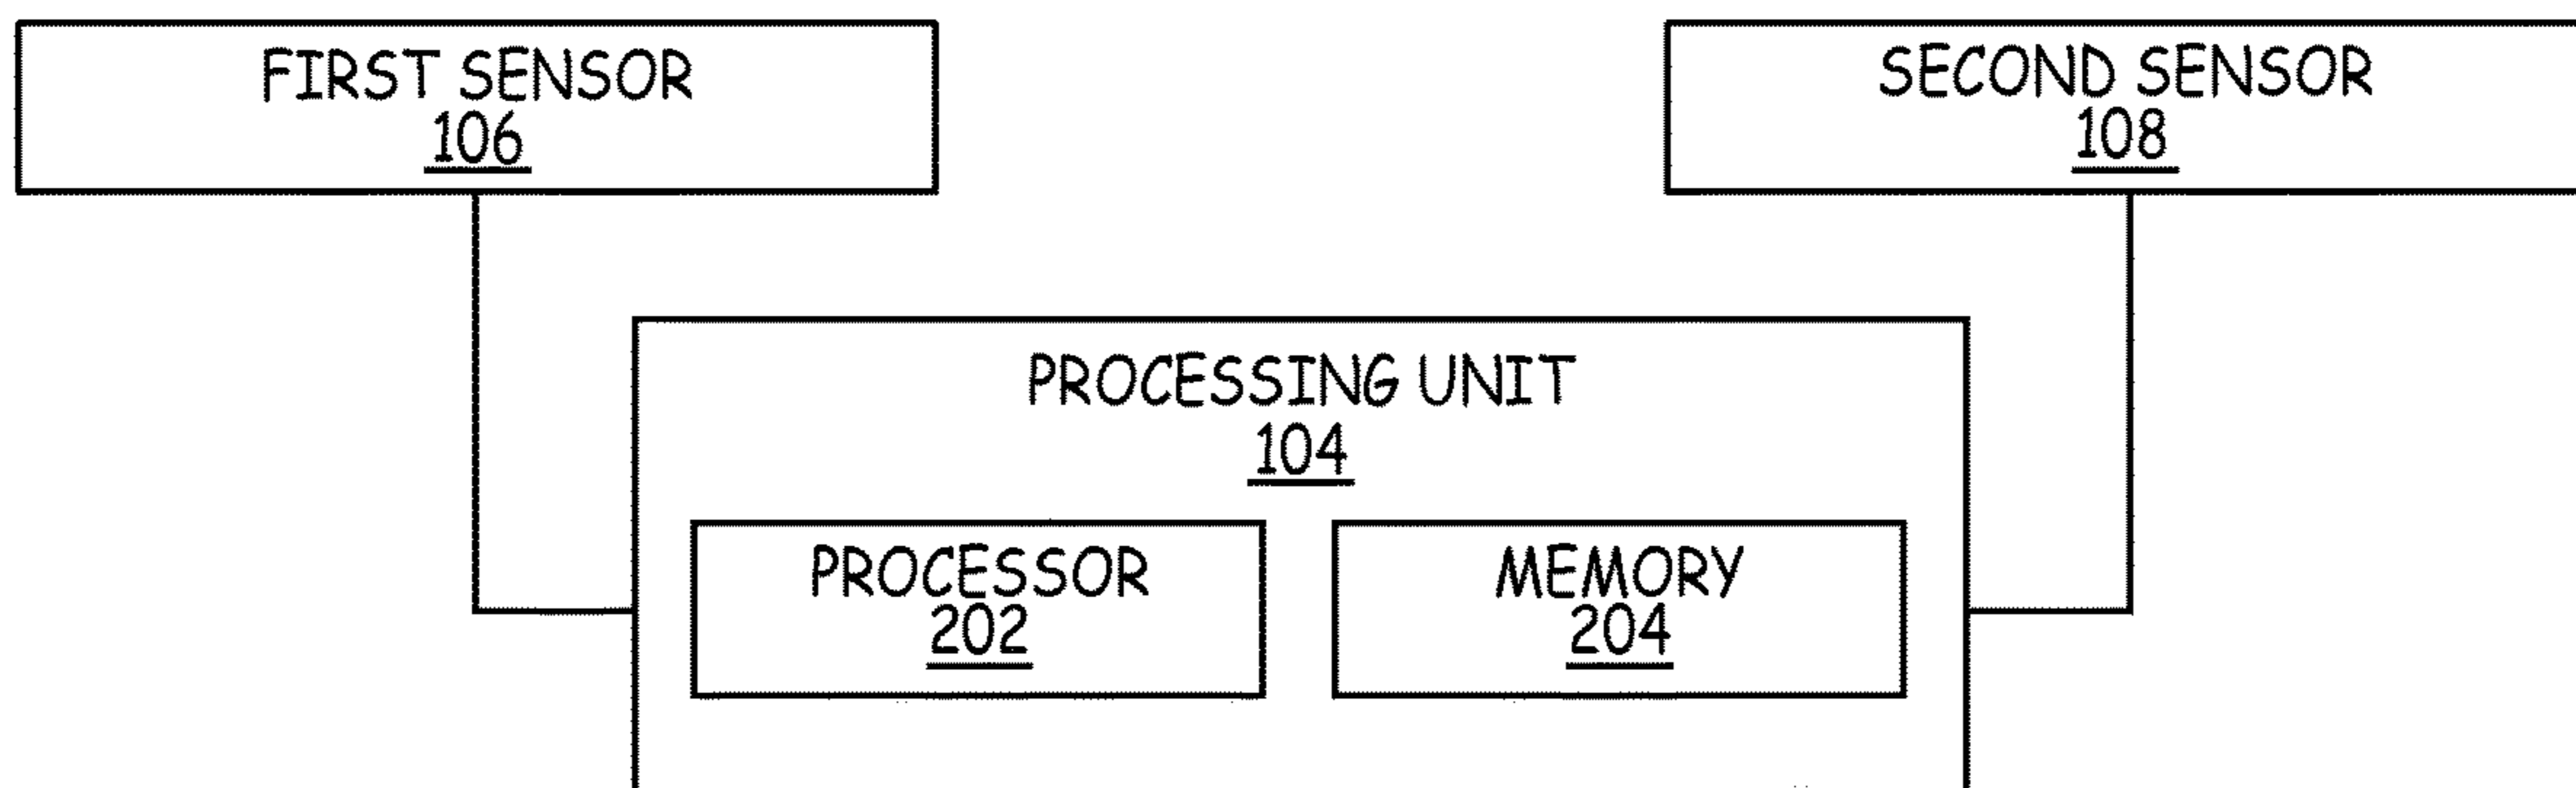 FIRST SENSOR
106
SECOND SENSOR
108
PROCESSING UNIT
104
PROCESSOR
202
MEMORY
204